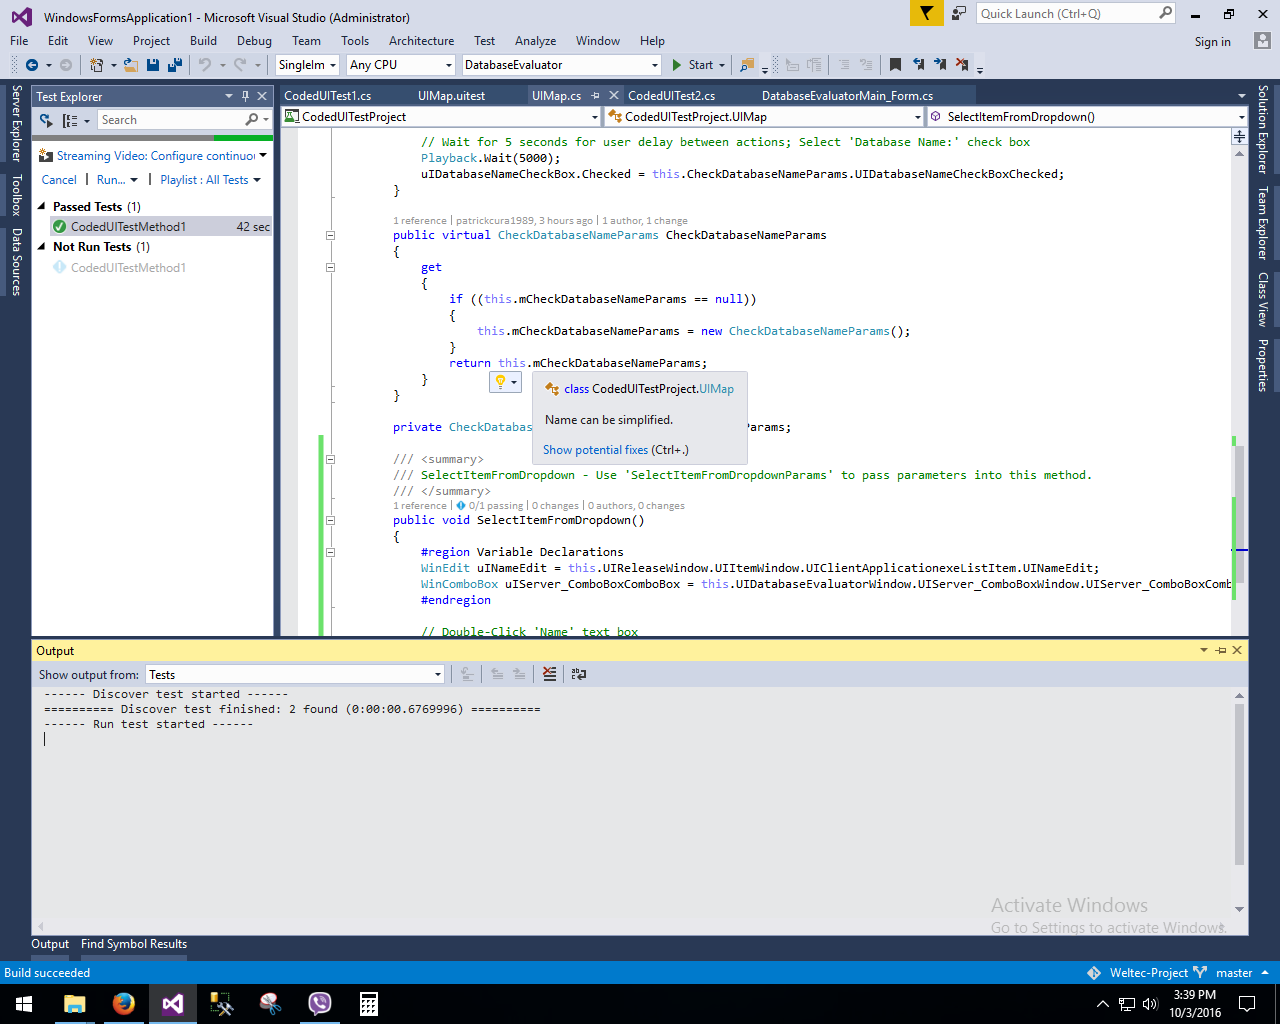 WindowsFormsApplication1 - Microsoft Visual Studio (Administrator)
Quick Launch (Ctrl+Q)
File Edit View Project Build Debug Team Tools Architecture Test Analyze Window Help
Sign in
Singlelm Any CPU DatabaseEvaluator Start
Server Explorer
Toolbox
Data Sources
Test Explorer
Search
Streaming Video: Configure continuo
Cancel | Run... | Playlist : All Tests
Passed Tests (1)
CodedUITestMethod1 42 sec
Not Run Tests (1)
CodedUITestMethod1
CodedUITest1.cs UIMap.uitest UIMap.cs CodedUITest2.cs DatabaseEvaluatorMain_Form.cs
CodedUITestProject CodedUITestProject.UIMap SelectItemFromDropdown()
// Wait for 5 seconds for user delay between actions; Select 'Database Name:' check box
Playback.Wait(5000);
uIDatabaseNameCheckBox.Checked = this.CheckDatabaseNameParams.UIDatabaseNameCheckBoxChecked;
}
1 reference | patrickcura1989, 3 hours ago | 1 author, 1 change
public virtual CheckDatabaseNameParams CheckDatabaseNameParams
{
get
{
if ((this.mCheckDatabaseNameParams == null))
{
this.mCheckDatabaseNameParams = new CheckDatabaseNameParams();
}
return this.mCheckDatabaseNameParams;
}
}
class CodedUITestProject.UIMap
Name can be simplified.
Show potential fixes (Ctrl+.)
private CheckDatabas arams;
/// <summary>
/// SelectItemFromDropdown - Use 'SelectItemFromDropdownParams' to pass parameters into this method.
/// </summary>
1 reference | 0/1 passing | 0 changes | 0 authors, 0 changes
public void SelectItemFromDropdown()
{
#region Variable Declarations
WinEdit uINameEdit = this.UIReleaseWindow.UIItemWindow.UIClientApplicationexeListItem.UINameEdit;
WinComboBox uIServer_ComboBoxComboBox = this.UIDatabaseEvaluatorWindow.UIServer_ComboBoxWindow.UIServer_ComboBoxComb
#endregion
// Double-Click 'Name' text box
Solution Explorer
Team Explorer
Class View
Properties
Output
Show output from: Tests
------ Discover test started ------
========== Discover test finished: 2 found (0:00:00.6769996) ==========
------ Run test started ------
Activate Windows
Go to Settings to activate Windows.
Output Find Symbol Results
Build succeeded
Weltec-Project master
3:39 PM
10/3/2016